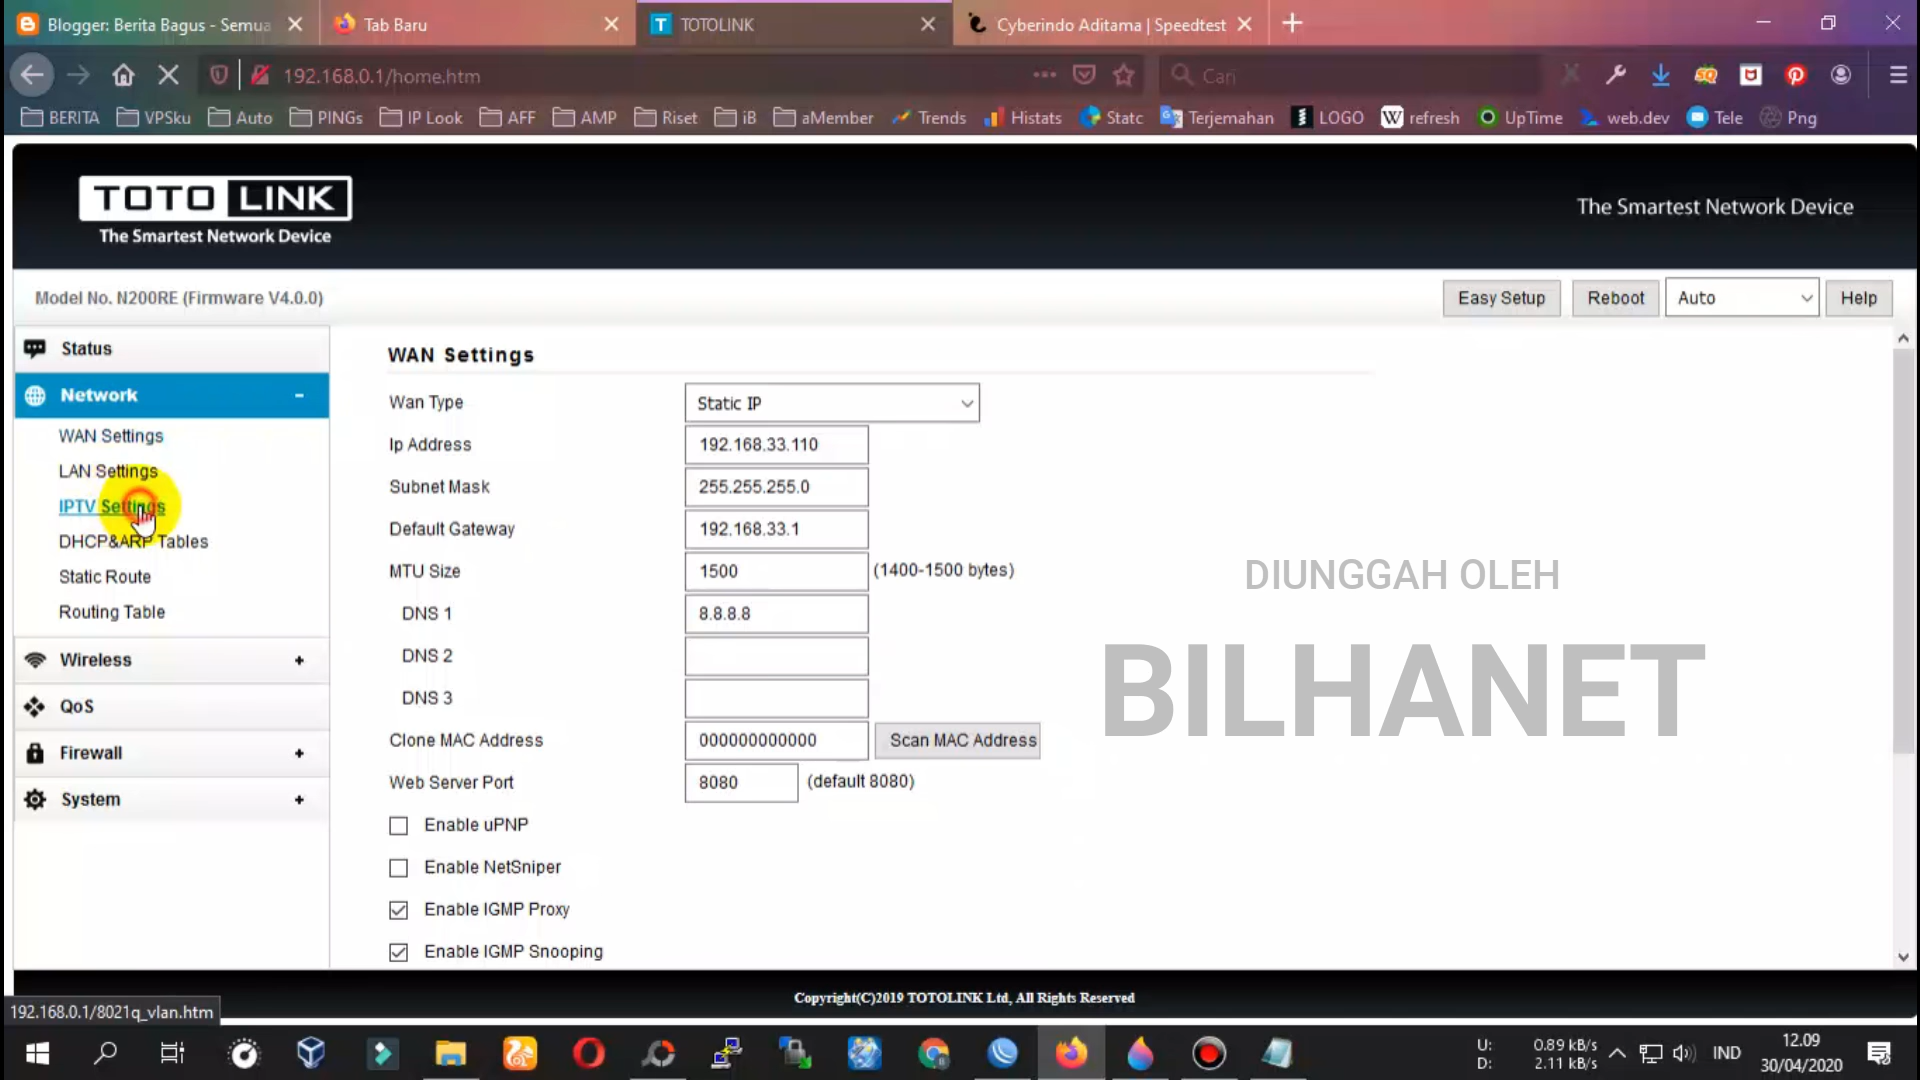 Blogger: Berita Bagus - Semua
Tab Baru
TOTOLINK
Cyberindo Aditama | Speedtest
192.168.0.1/home.htm
Cari
BERITA
VPSku
Auto
PINGs
IP Look
AFF
AMP
Riset
iB
aMember
Trends
Histats
Statc
Terjemahan
LOGO
refresh
UpTime
web.dev
Tele
Png
TOTO LINK
The Smartest Network Device
The Smartest Network Device
Model No. N200RE (Firmware V4.0.0)
Easy Setup
Reboot
Auto
Help
Status
Network
WAN Settings
LAN Settings
IPTV Settings
DHCP&ARP Tables
Static Route
Routing Table
Wireless
QoS
Firewall
System
WAN Settings
Wan Type
Static IP
Ip Address
192.168.33.110
Subnet Mask
255.255.255.0
Default Gateway
192.168.33.1
MTU Size
1500
(1400-1500 bytes)
DNS 1
8.8.8.8
DNS 2
DNS 3
Clone MAC Address
000000000000
Scan MAC Address
Web Server Port
8080
(default 8080)
Enable uPNP
Enable NetSniper
Enable IGMP Proxy
Enable IGMP Snooping
DIUNGGAH OLEH
BILHANET
Copyright(C)2019 TOTOLINK Ltd, All Rights Reserved
192.168.0.1/8021q_vlan.htm
U: 0.89 kB/s
D: 2.11 kB/s
IND
12.09
30/04/2020